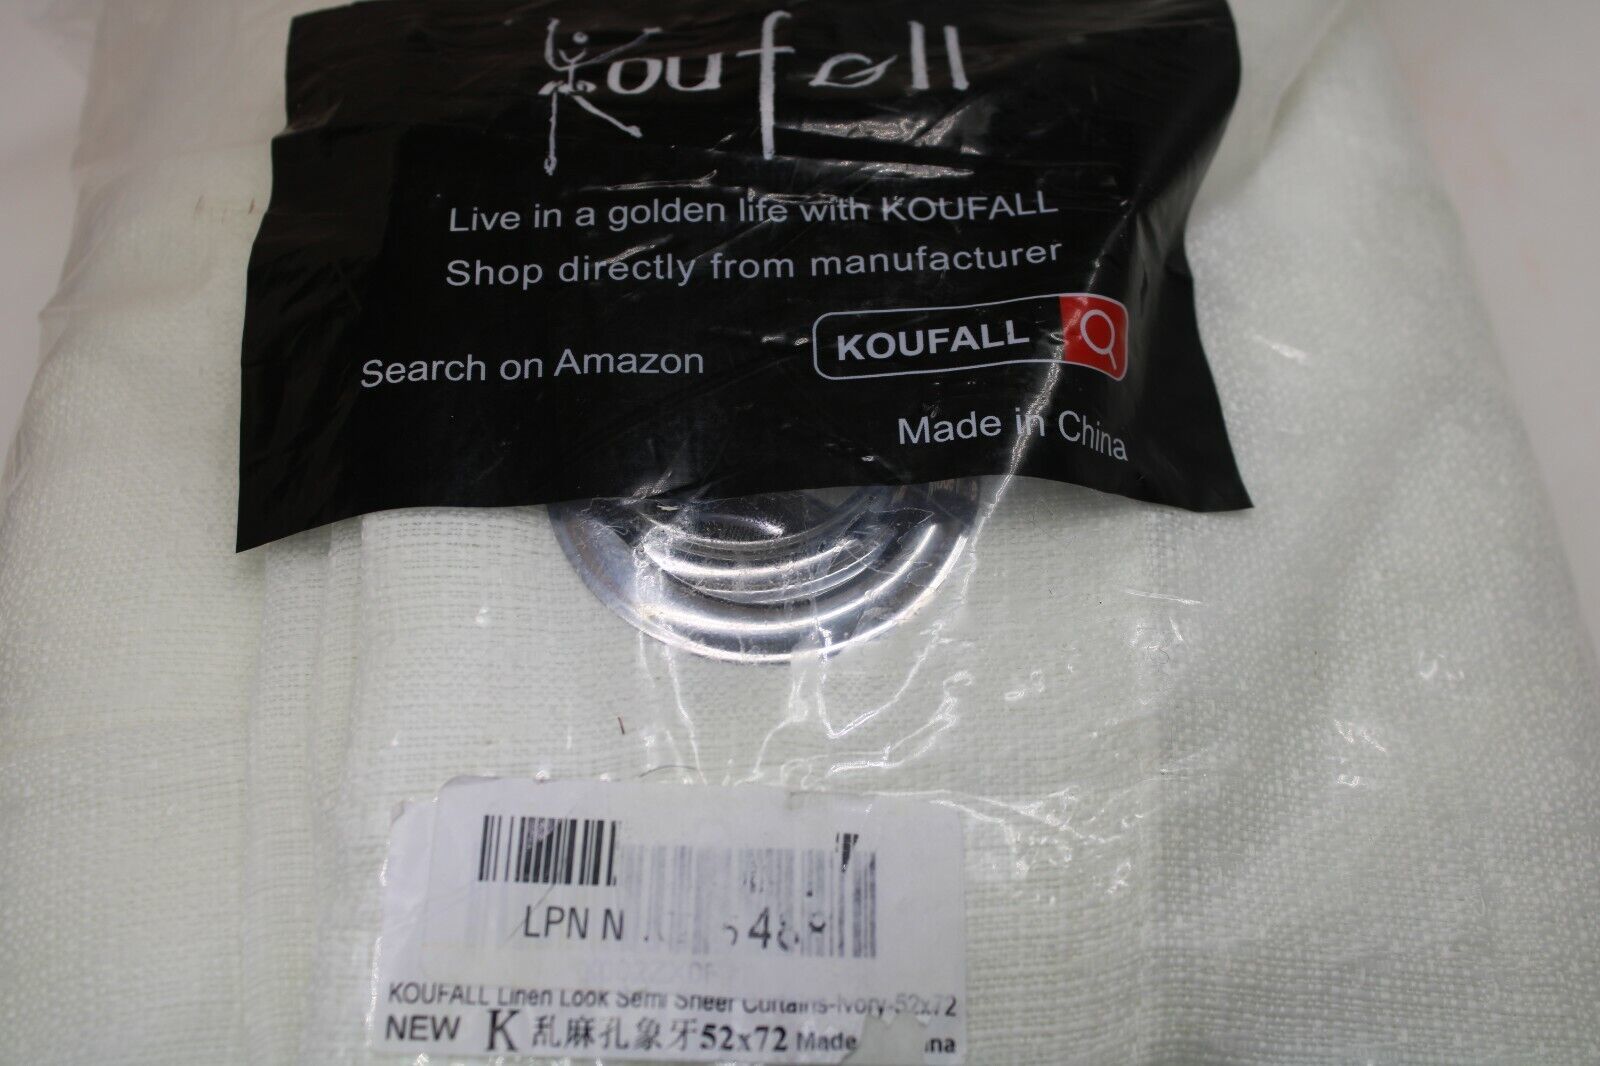 Koufall
Live in a golden life with KOUFALL
Shop directly from manufacturer
Search on Amazon
KOUFALL
Made in China
LPN N
KOUFALL Linen Look Semi Sheer Curtains-Ivory-52x72
NEW K 乱麻孔象牙52x72 Made